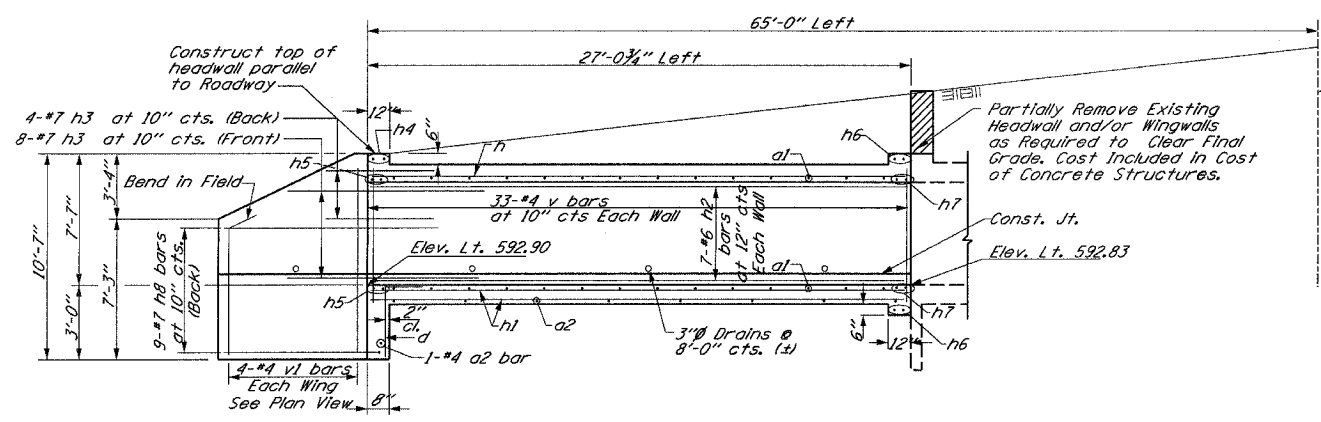 65'-0" Left
27'-0¾" Left
Construct top of
headwall parallel
to Roadway
12"
4-#7 h3 at 10" cts. (Back)
8-#7 h3 at 10" cts. (Front)
h4
6"
h
h6
a1
Partially Remove Existing
Headwall and/or Wingwalls
as Required to Clear Final
Grade. Cost Included in Cost
of Concrete Structures.
h5
h7
Bend in Field
33-#4 v bars
at 10" cts Each Wall
7-#6 h2
bars
at 12" cts
Each Wall
Const. Jt.
10'-7"
7'-7"
3'-4"
3'-0"
7'-3"
9-#7 h8 bars
at 10" cts.
(Back)
Elev. Lt. 592.90
Elev. Lt. 592.83
a1
h5
h7
2"
cl.
h1
a2
d
3"Ø Drains @
8'-0" cts. (±)
6"
12"
h6
1-#4 a2 bar
4-#4 v1 bars
Each Wing
See Plan View
8"